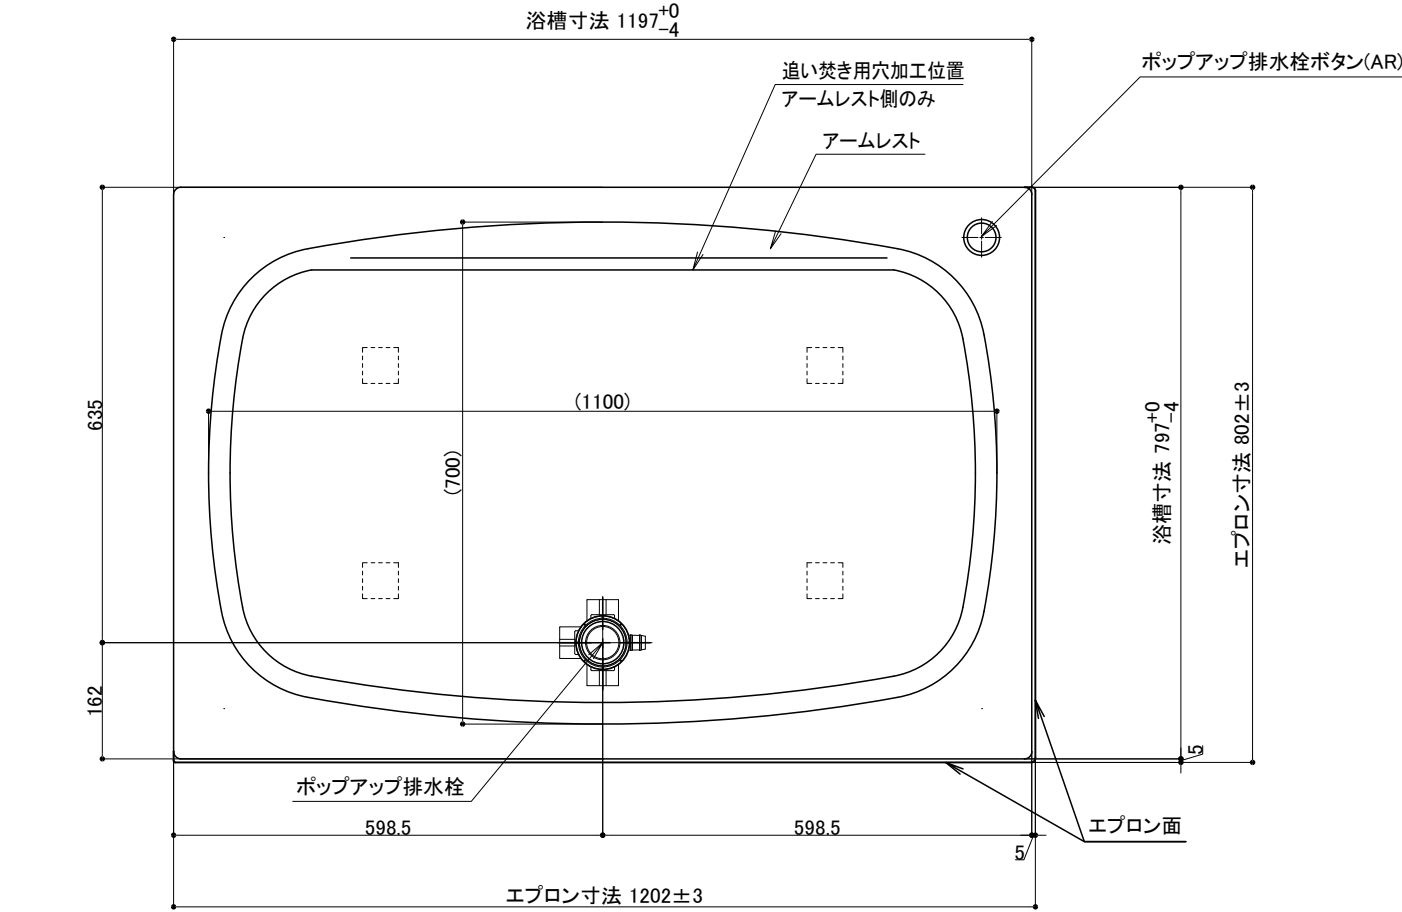 浴槽寸法 1197+0
-4
ポップアップ排水栓ボタン(AR)
追い焚き用穴加工位置
アームレスト側のみ
アームレスト
635
(1100)
(700)
浴槽寸法 797+0
-4
エプロン寸法 802±3
162
5
ポップアップ排水栓
598.5
598.5
5
エプロン面
エプロン寸法 1202±3